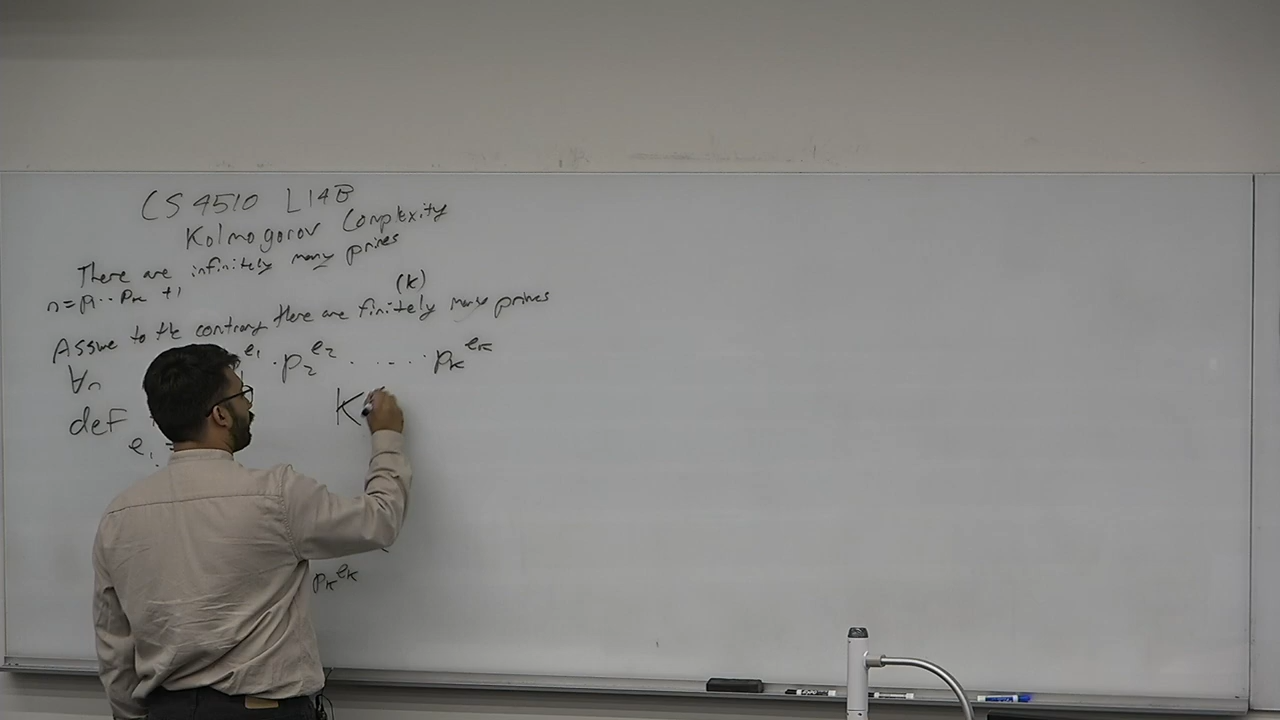 CS 4510 L14B
Kolmogorov Complexity
There are infinitely many primes
n = p1 ·· pk + 1
(k)
Assume to the contrary there are finitely many primes
∀n e1 · p2^e2 · ... · pk^ek
def
e1 =
K
pk^ek